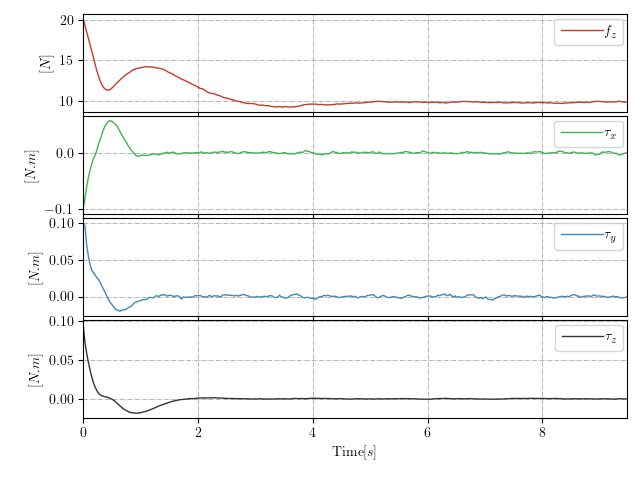 20
15
10
[N]
f_z
0.0
−0.1
[N.m]
τ_x
0.10
0.05
0.00
[N.m]
τ_y
0.10
0.05
0.00
[N.m]
τ_z
0 2 4 6 8
Time[s]